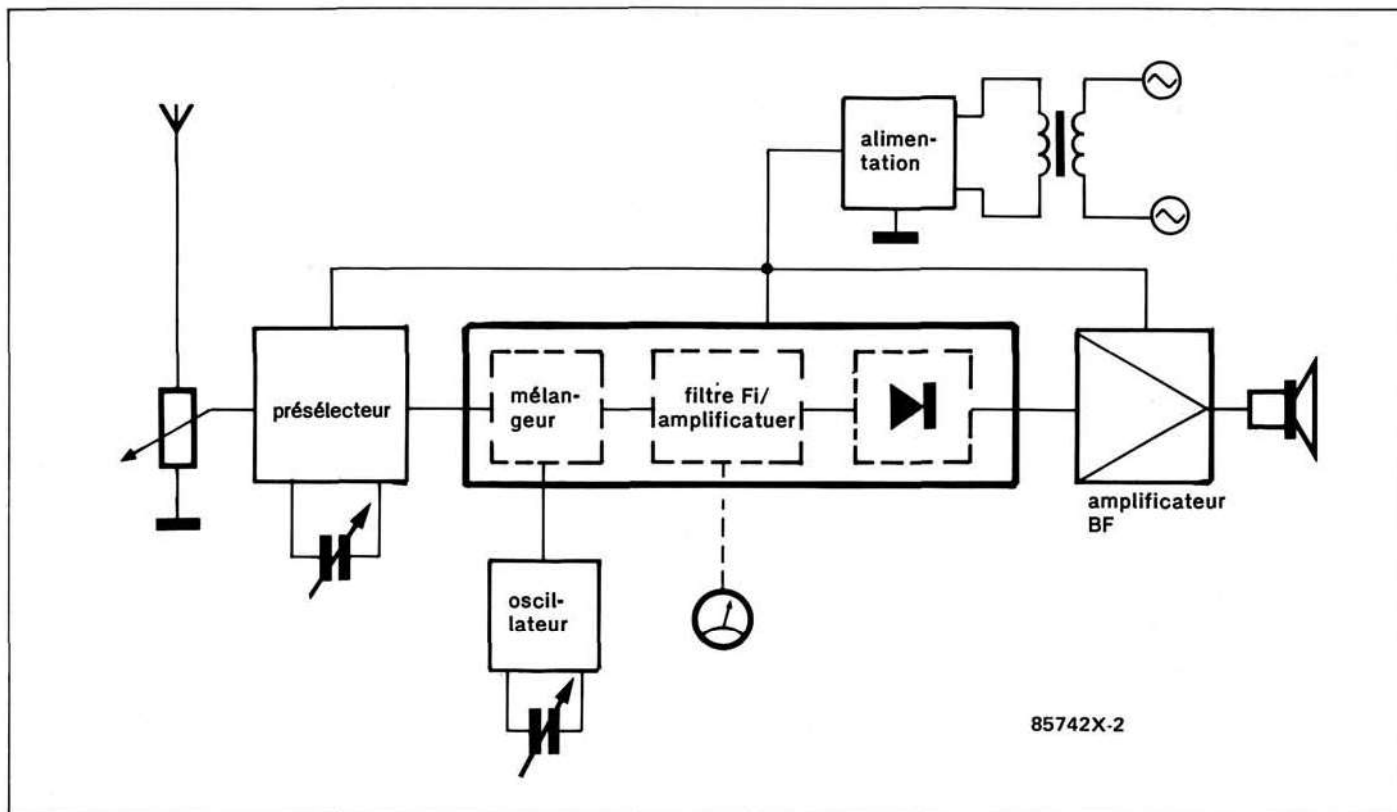 alimen-
tation
présélecteur
mélan-
geur
filtre Fi/
amplificatuer
amplificateur
BF
oscil-
lateur
85742X-2